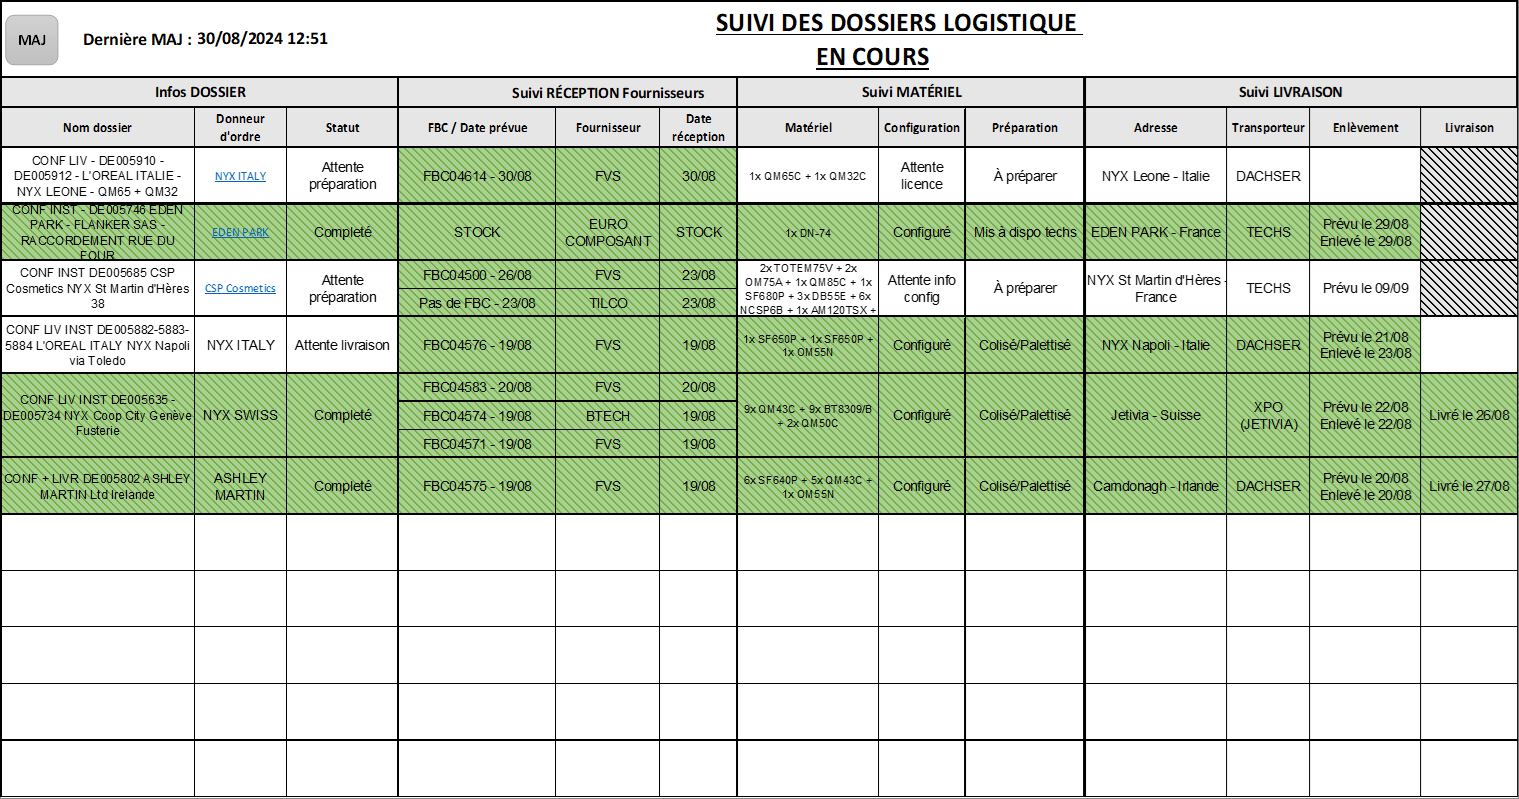 MAJ
Dernière MAJ : 30/08/2024 12:51
SUIVI DES DOSSIERS LOGISTIQUE
EN COURS
Infos DOSSIER
Suivi RÉCEPTION Fournisseurs
Suivi MATÉRIEL
Suivi LIVRAISON
Nom dossier
Donneur
d'ordre
Statut
FBC / Date prévue
Fournisseur
Date
réception
Matériel
Configuration
Préparation
Adresse
Transporteur
Enlèvement
Livraison
CONF LIV - DE005910 -
DE005912 - L'OREAL ITALIE -
NYX LEONE - QM65 + QM32
NYX ITALY
Attente
préparation
FBC04614 - 30/08
FVS
30/08
1x QM65C + 1x QM32C
Attente
licence
À préparer
NYX Leone - Italie
DACHSER
CONF INST - DE005746 EDEN
PARK - FLANKER SAS -
RACCORDEMENT RUE DU
FOUR
EDEN PARK
Completé
STOCK
EURO
COMPOSANT
STOCK
1x DN-74
Configuré
Mis à dispo techs
EDEN PARK - France
TECHS
Prévu le 29/08
Enlevé le 29/08
CONF INST DE005685 CSP
Cosmetics NYX St Martin d'Hères
38
CSP Cosmetics
Attente
préparation
FBC04500 - 26/08
FVS
23/08
Pas de FBC - 23/08
TILCO
23/08
2x TOTEM75V + 2x
OM75A + 1x QM85C + 1x
SF680P + 3x DB55E + 6x
NCSP6B + 1x AM120TSX +
Attente info
config
À préparer
NYX St Martin d'Hères -
France
TECHS
Prévu le 09/09
CONF LIV INST DE005882-5883-
5884 L'OREAL ITALY NYX Napoli
via Toledo
NYX ITALY
Attente livraison
FBC04576 - 19/08
FVS
19/08
1x SF650P + 1x SF650P +
1x OM55N
Configuré
Colisé/Palettisé
NYX Napoli - Italie
DACHSER
Prévu le 21/08
Enlevé le 23/08
CONF LIV INST DE005635 -
DE005734 NYX Coop City Genève
Fusterie
NYX SWISS
Completé
FBC04583 - 20/08
FVS
20/08
FBC04574 - 19/08
BTECH
19/08
FBC04571 - 19/08
FVS
19/08
9x QM43C + 9x BT8309/B
+ 2x QM50C
Configuré
Colisé/Palettisé
Jetivia - Suisse
XPO
(JETIVIA)
Prévu le 22/08
Enlevé le 22/08
Livré le 26/08
CONF + LIVR DE005802 ASHLEY
MARTIN Ltd Irelande
ASHLEY
MARTIN
Completé
FBC04575 - 19/08
FVS
19/08
6x SF640P + 5x QM43C +
1x OM55N
Configuré
Colisé/Palettisé
Carndonagh - Irlande
DACHSER
Prévu le 20/08
Enlevé le 20/08
Livré le 27/08